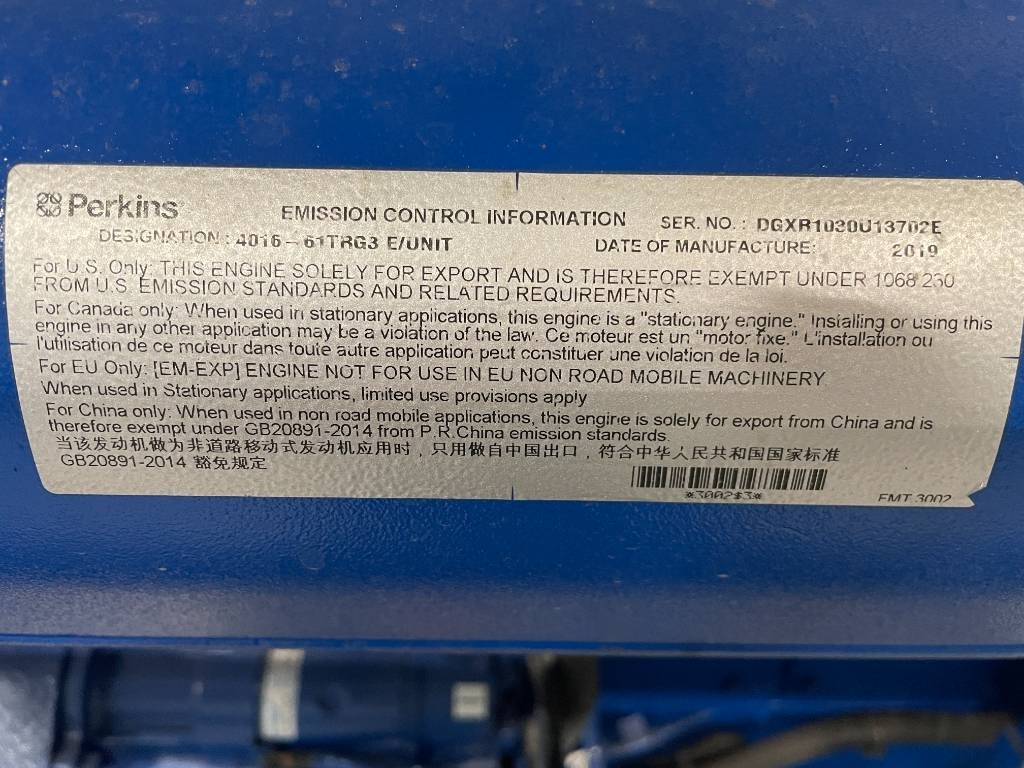 Perkins
EMISSION CONTROL INFORMATION SER. NO. : DGXR1030U13702E
DESIGNATION : 4016 – 61TRG3 E/UNIT DATE OF MANUFACTURE: 2019
For U.S. Only: THIS ENGINE SOLELY FOR EXPORT AND IS THEREFORE EXEMPT UNDER 1068 230
FROM U.S. EMISSION STANDARDS AND RELATED REQUIREMENTS.
For Canada only: When used in stationary applications, this engine is a "stationary engine." Installing or using this
engine in any other application may be a violation of the law. Ce moteur est un "motor fixe." L'installation ou
l'utilisation de ce moteur dans toute autre application peut constituer une violation de la loi.
For EU Only: [EM-EXP] ENGINE NOT FOR USE IN EU NON ROAD MOBILE MACHINERY
When used in Stationary applications, limited use provisions apply
For China only: When used in non road mobile applications, this engine is solely for export from China and is
therefore exempt under GB20891-2014 from P.R.China emission standards.
当该发动机做为非道路移动式发动机应用时，只用做自中国出口，符合中华人民共和国国家标准
GB20891-2014 豁免规定
*3002$3* EMT 3002